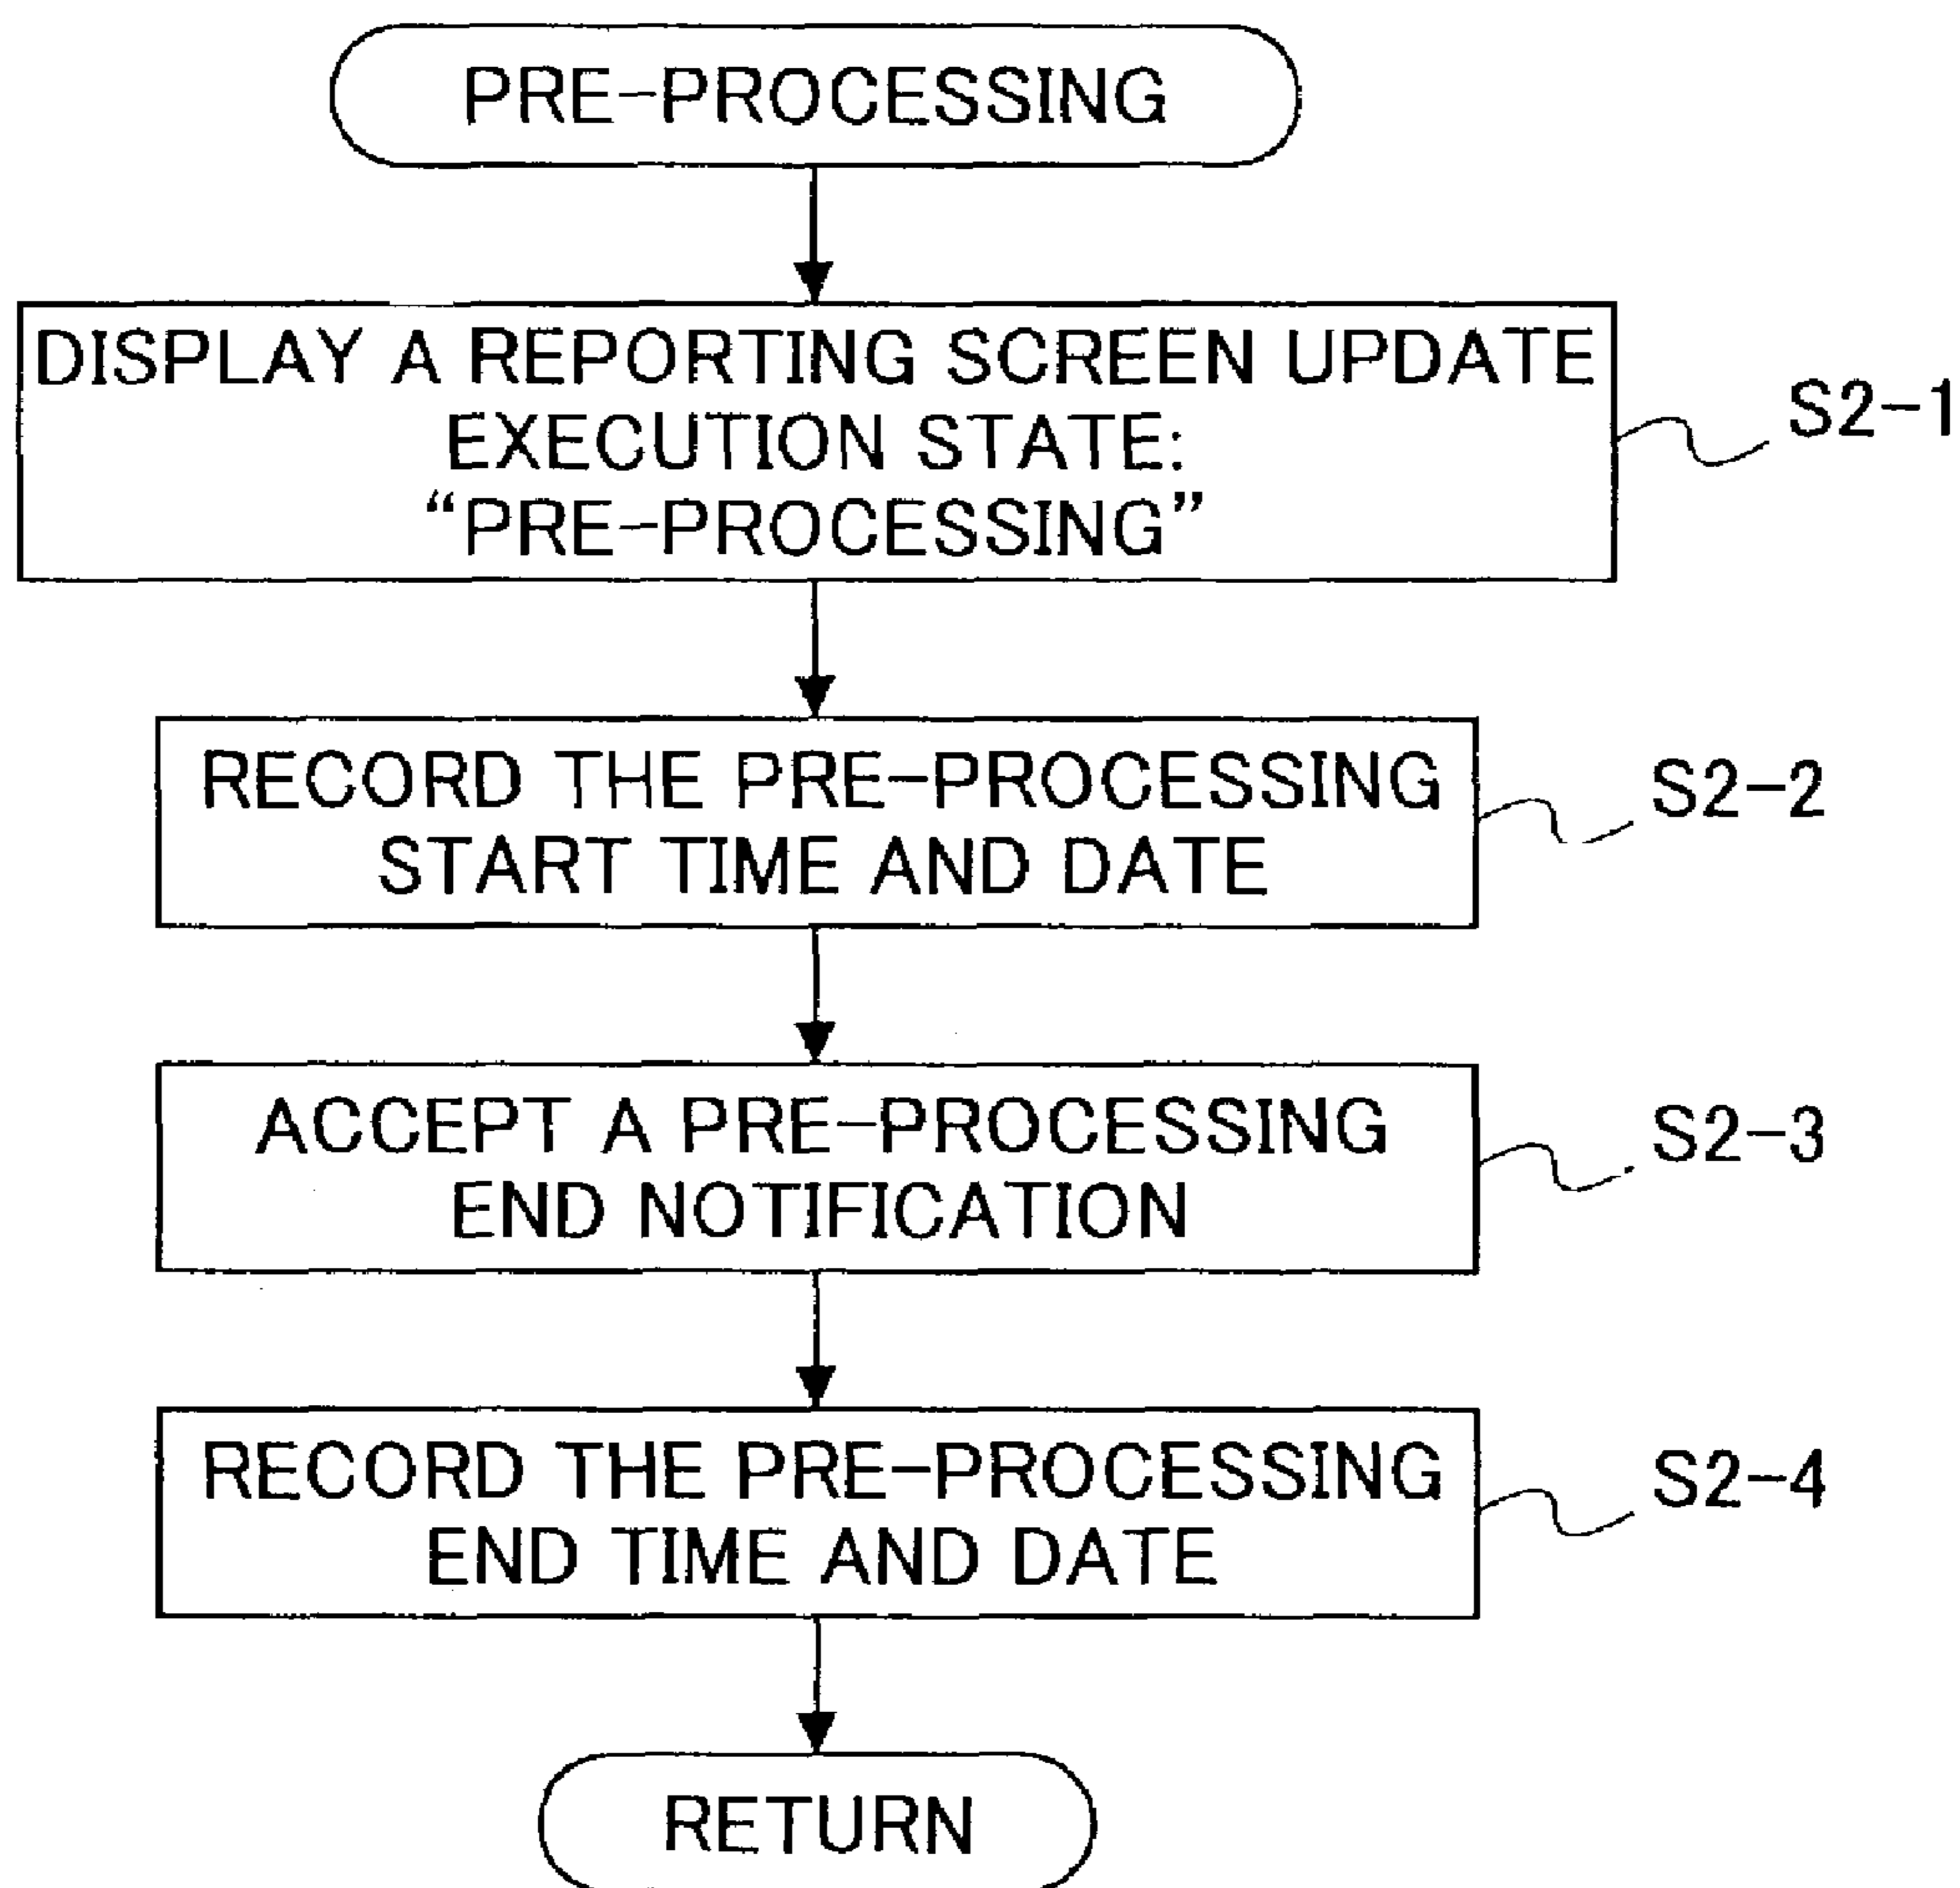 PRE-PROCESSING
DISPLAY A REPORTING SCREEN UPDATE
EXECUTION STATE:
“PRE-PROCESSING”
S2-1
RECORD THE PRE-PROCESSING
START TIME AND DATE
S2-2
ACCEPT A PRE-PROCESSING
END NOTIFICATION
S2-3
RECORD THE PRE-PROCESSING
END TIME AND DATE
S2-4
RETURN